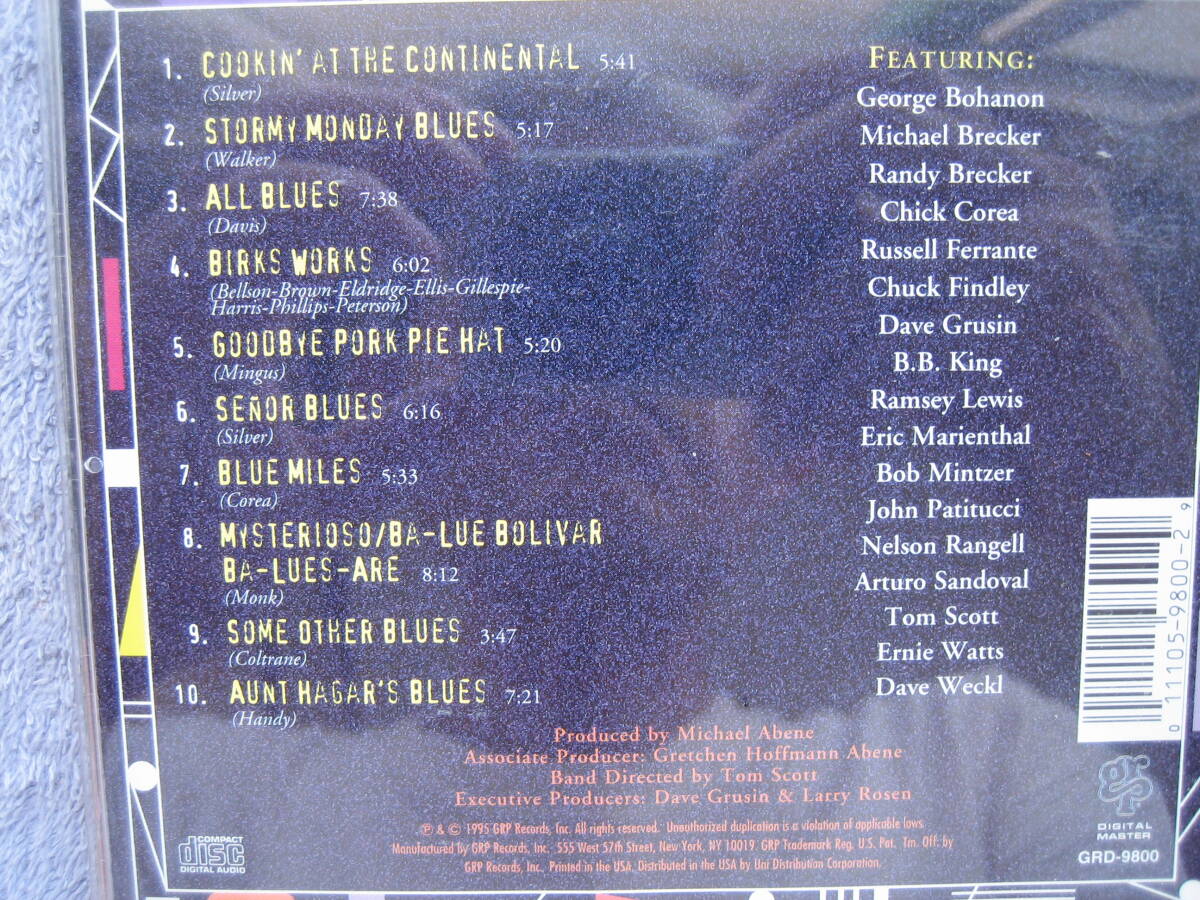 1. COOKIN' AT THE CONTINENTAL 5:41
(Silver)
2. STORMY MONDAY BLUES 5:17
(Walker)
3. ALL BLUES 7:38
(Davis)
4. BIRKS WORKS 6:02
(Bellson-Brown-Eldridge-Ellis-Gillespie-
Harris-Phillips-Peterson)
5. GOODBYE PORK PIE HAT 5:20
(Mingus)
6. SEÑOR BLUES 6:16
(Silver)
7. BLUE MILES 5:33
(Corea)
8. MYSTERIOSO/BA-LUE BOLIVAR
BA-LUES-ARE 8:12
(Monk)
9. SOME OTHER BLUES 3:47
(Coltrane)
10. AUNT HAGAR'S BLUES 7:21
(Handy)
FEATURING:
George Bohanon
Michael Brecker
Randy Brecker
Chick Corea
Russell Ferrante
Chuck Findley
Dave Grusin
B.B. King
Ramsey Lewis
Eric Marienthal
Bob Mintzer
John Patitucci
Nelson Rangell
Arturo Sandoval
Tom Scott
Ernie Watts
Dave Weckl
Produced by Michael Abene
Associate Producer: Gretchen Hoffmann Abene
Band Directed by Tom Scott
Executive Producers: Dave Grusin & Larry Rosen
℗ & © 1995 GRP Records, Inc. All rights reserved. Unauthorized duplication is a violation of applicable laws.
Manufactured by GRP Records, Inc. 555 West 57th Street, New York, NY 10019. GRP Trademark Reg. U.S. Pat. Tm. Off. by
GRP Records, Inc. Printed in the USA. Distributed in the USA by Uni Distribution Corporation.
COMPACT
disc
DIGITAL AUDIO
0 11105-9800-2 9
grp
DIGITAL
MASTER
GRD-9800